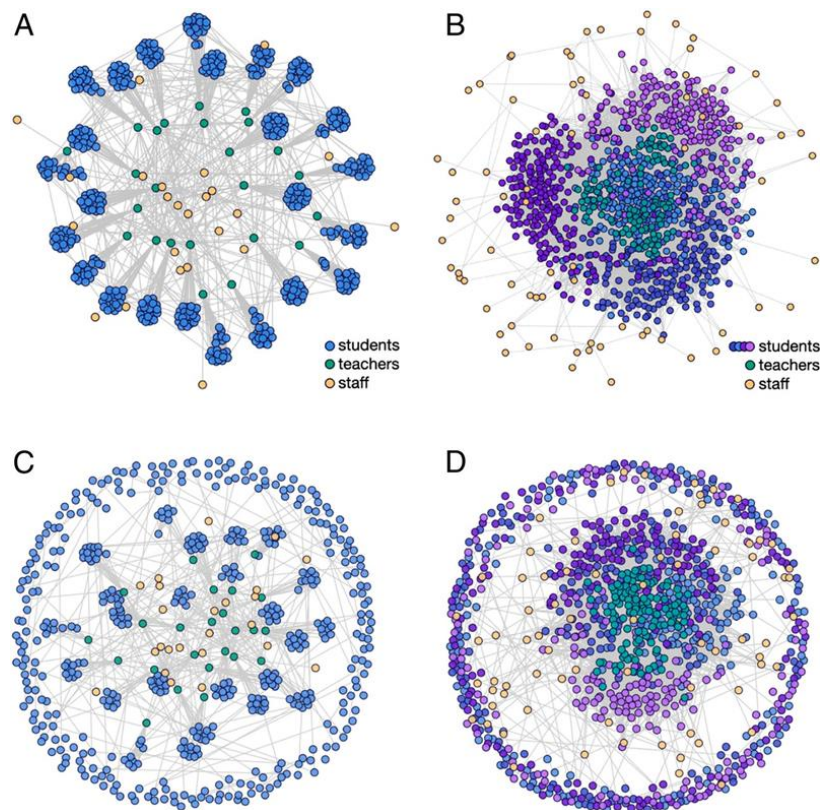 A
B
students
teachers
staff
students
teachers
staff
C
D